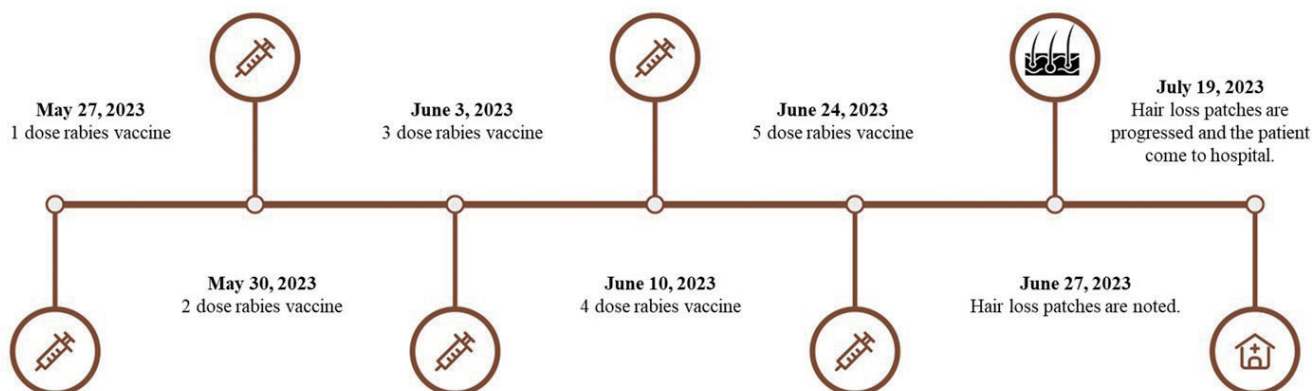 May 27, 2023
1 dose rabies vaccine
May 30, 2023
2 dose rabies vaccine
June 3, 2023
3 dose rabies vaccine
June 10, 2023
4 dose rabies vaccine
June 24, 2023
5 dose rabies vaccine
June 27, 2023
Hair loss patches are noted.
July 19, 2023
Hair loss patches are
progressed and the patient
come to hospital.